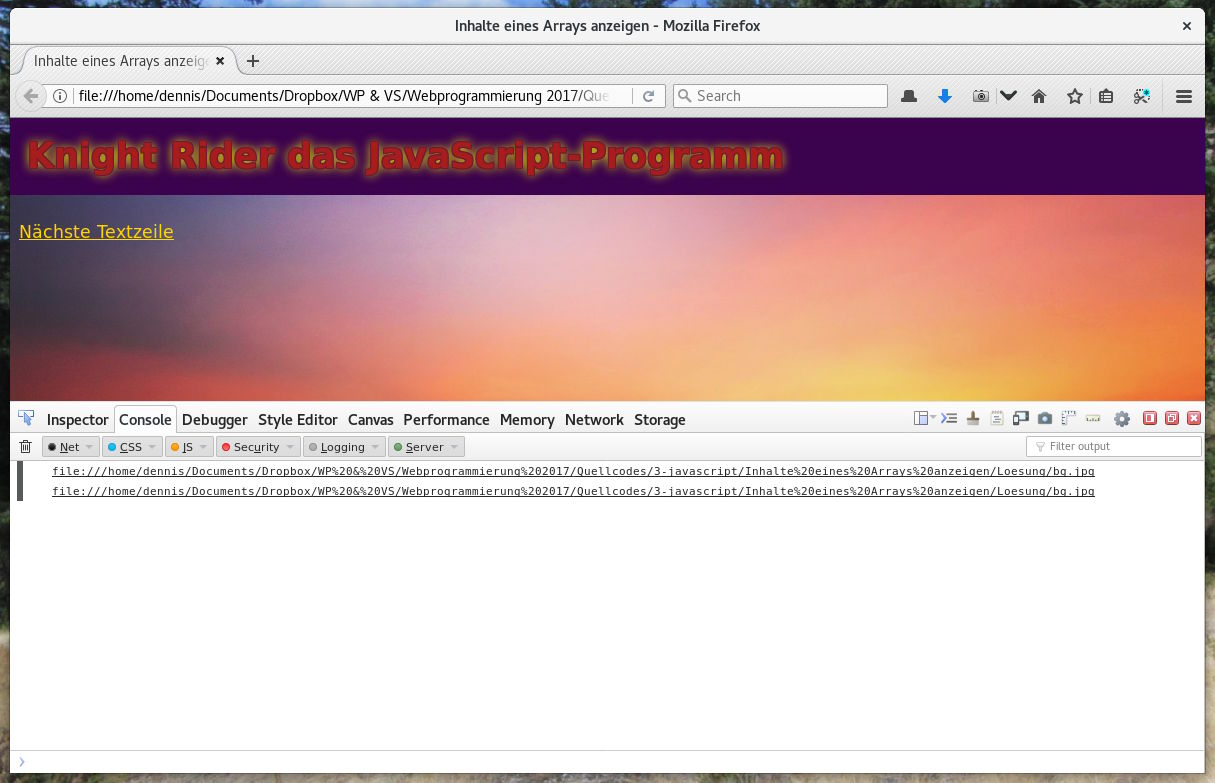 Inhalte eines Arrays anzeigen - Mozilla Firefox
Inhalte eines Arrays anzeige
file:///home/dennis/Documents/Dropbox/WP & VS/Webprogrammierung 2017/Que
Search
Knight Rider das JavaScript-Programm
Nächste Textzeile
Inspector Console Debugger Style Editor Canvas Performance Memory Network Storage
Net CSS JS Security Logging Server Filter output
file:///home/dennis/Documents/Dropbox/WP%20&%20VS/Webprogrammierung%202017/Quellcodes/3-javascript/Inhalte%20eines%20Arrays%20anzeigen/Loesung/bg.jpg
file:///home/dennis/Documents/Dropbox/WP%20&%20VS/Webprogrammierung%202017/Quellcodes/3-javascript/Inhalte%20eines%20Arrays%20anzeigen/Loesung/bg.jpg